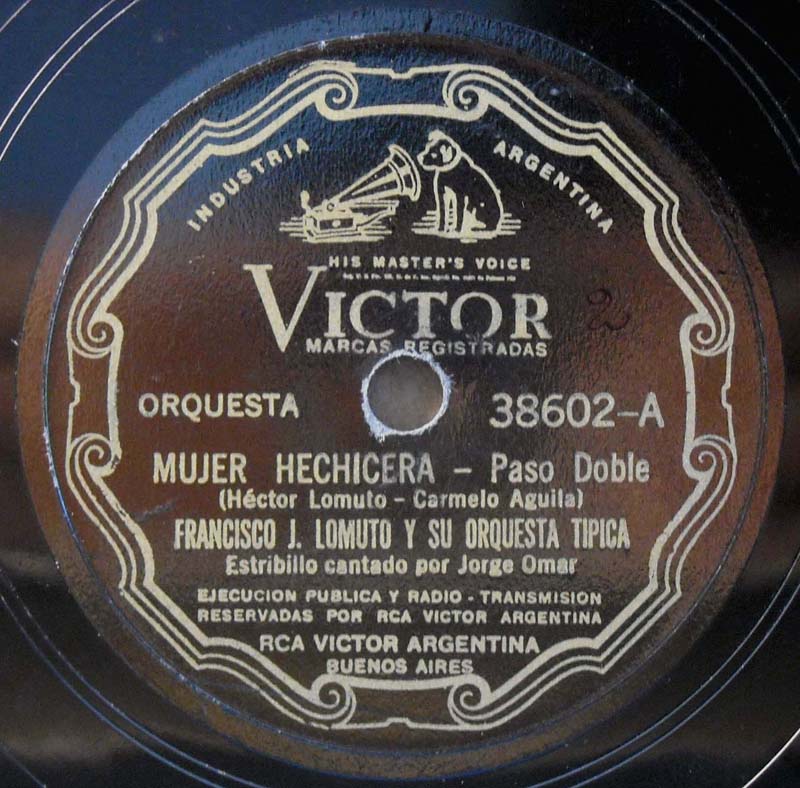 INDUSTRIA ARGENTINA
HIS MASTER'S VOICE
VICTOR
2
MARCAS REGISTRADAS
ORQUESTA 38602-A
MUJER HECHICERA - Paso Doble
(Héctor Lomuto - Carmelo Aguila)
FRANCISCO J. LOMUTO Y SU ORQUESTA TIPICA
Estribillo cantado por Jorge Omar
EJECUCION PUBLICA Y RADIO - TRANSMISION
RESERVADAS POR RCA VICTOR ARGENTINA
RCA VICTOR ARGENTINA
BUENOS AIRES